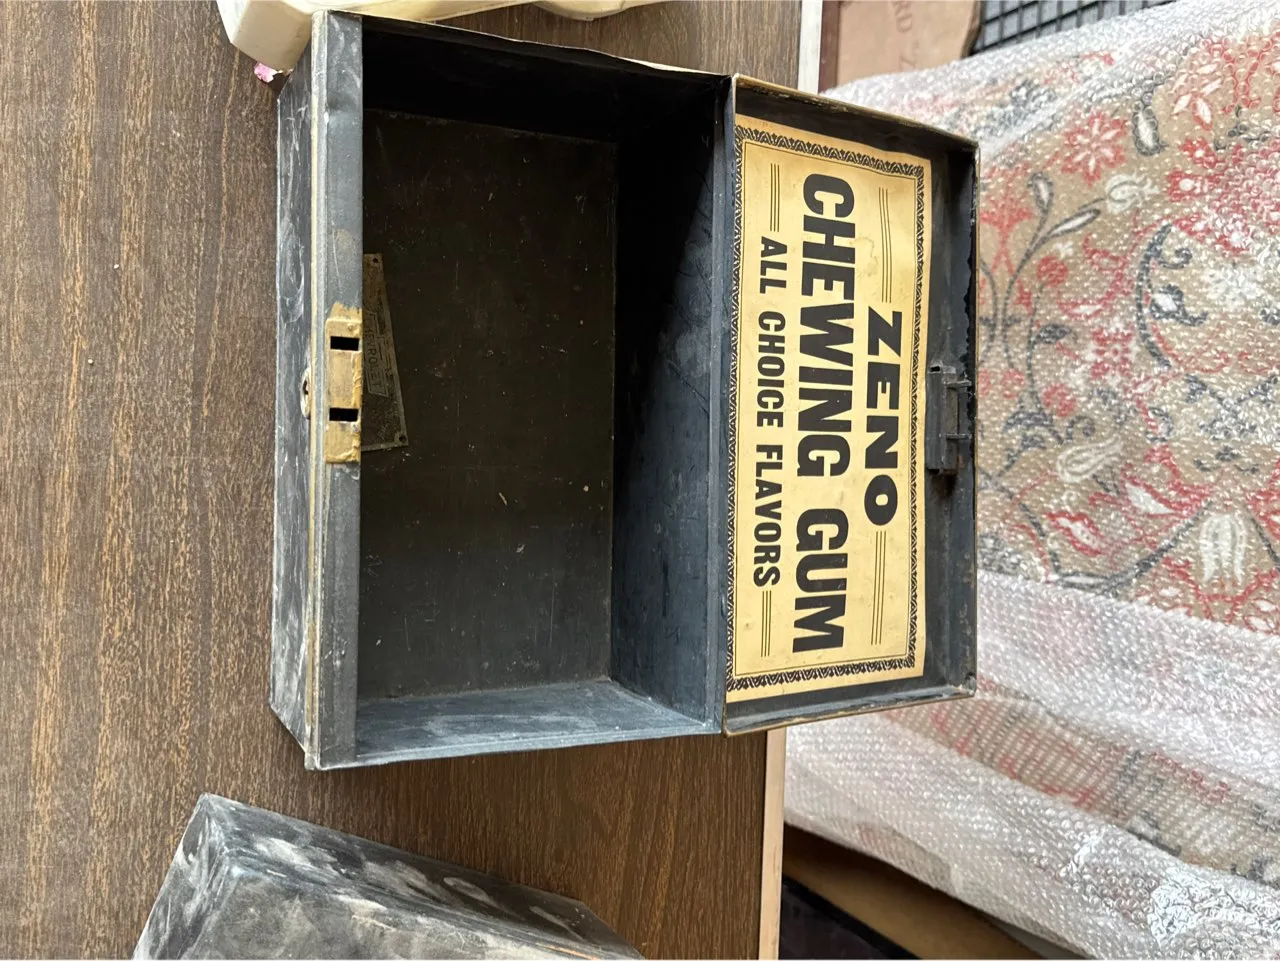 ZENO
CHEWING GUM
ALL CHOICE FLAVORS